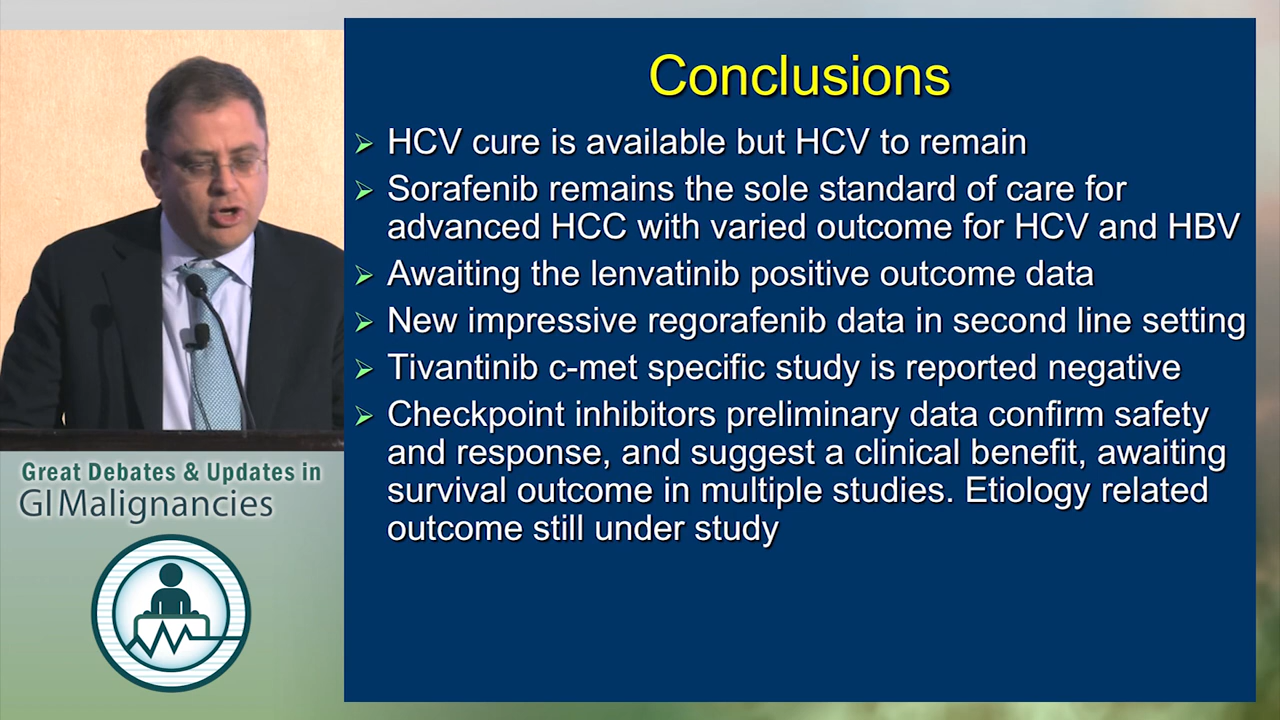 Conclusions
➢ HCV cure is available but HCV to remain
➢ Sorafenib remains the sole standard of care for
advanced HCC with varied outcome for HCV and HBV
➢ Awaiting the lenvatinib positive outcome data
➢ New impressive regorafenib data in second line setting
➢ Tivantinib c-met specific study is reported negative
➢ Checkpoint inhibitors preliminary data confirm safety
and response, and suggest a clinical benefit, awaiting
survival outcome in multiple studies. Etiology related
outcome still under study
Great Debates & Updates in
GI Malignancies